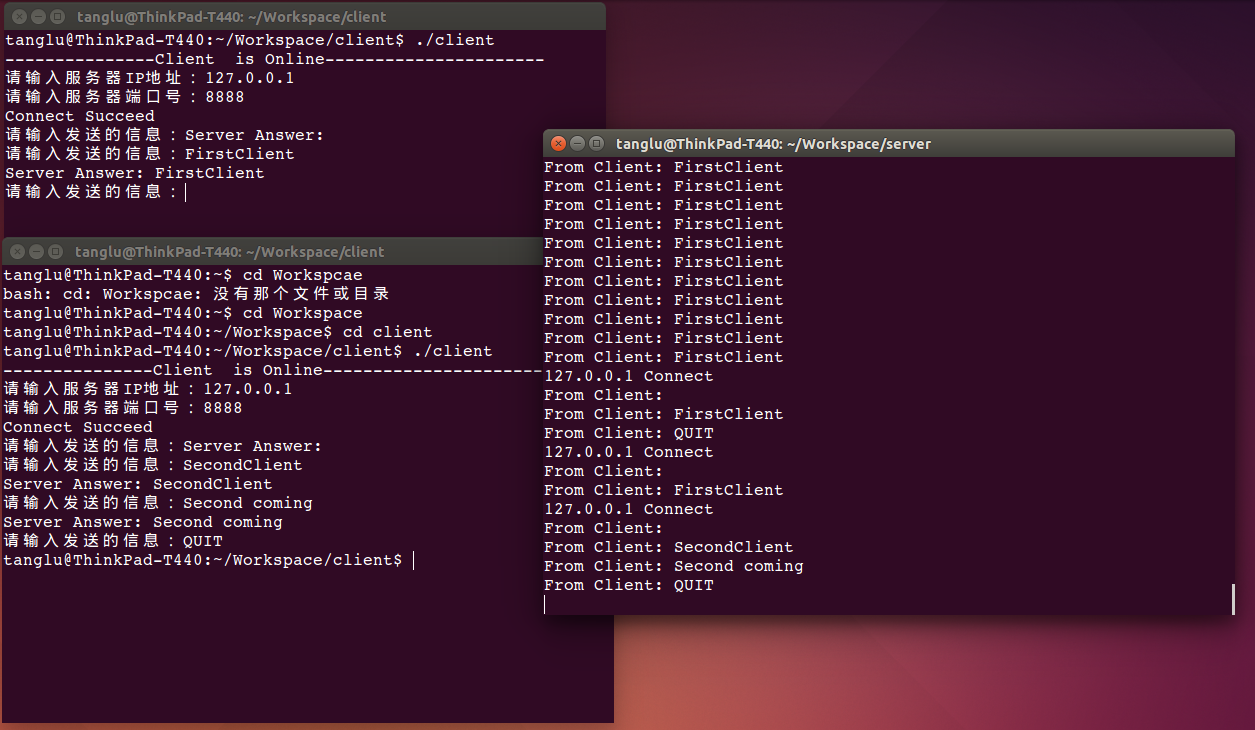 tanglu@ThinkPad-T440: ~/Workspace/client
tanglu@ThinkPad-T440:~/Workspace/client$ ./client
---------------Client  is Online----------------------
请输入服务器IP地址：127.0.0.1
请输入服务器端口号：8888
Connect Succeed
请输入发送的信息：Server Answer:
请输入发送的信息：FirstClient
Server Answer: FirstClient
请输入发送的信息：
tanglu@ThinkPad-T440: ~/Workspace/client
tanglu@ThinkPad-T440:~$ cd Workspcae
bash: cd: Workspcae: 没有那个文件或目录
tanglu@ThinkPad-T440:~$ cd Workspace
tanglu@ThinkPad-T440:~/Workspace$ cd client
tanglu@ThinkPad-T440:~/Workspace/client$ ./client
---------------Client  is Online----------------------
请输入服务器IP地址：127.0.0.1
请输入服务器端口号：8888
Connect Succeed
请输入发送的信息：Server Answer:
请输入发送的信息：SecondClient
Server Answer: SecondClient
请输入发送的信息：Second coming
Server Answer: Second coming
请输入发送的信息：QUIT
tanglu@ThinkPad-T440:~/Workspace/client$
tanglu@ThinkPad-T440: ~/Workspace/server
From Client: FirstClient
From Client: FirstClient
From Client: FirstClient
From Client: FirstClient
From Client: FirstClient
From Client: FirstClient
From Client: FirstClient
From Client: FirstClient
From Client: FirstClient
From Client: FirstClient
From Client: FirstClient
127.0.0.1 Connect
From Client:
From Client: FirstClient
From Client: QUIT
127.0.0.1 Connect
From Client:
From Client: FirstClient
127.0.0.1 Connect
From Client:
From Client: SecondClient
From Client: Second coming
From Client: QUIT